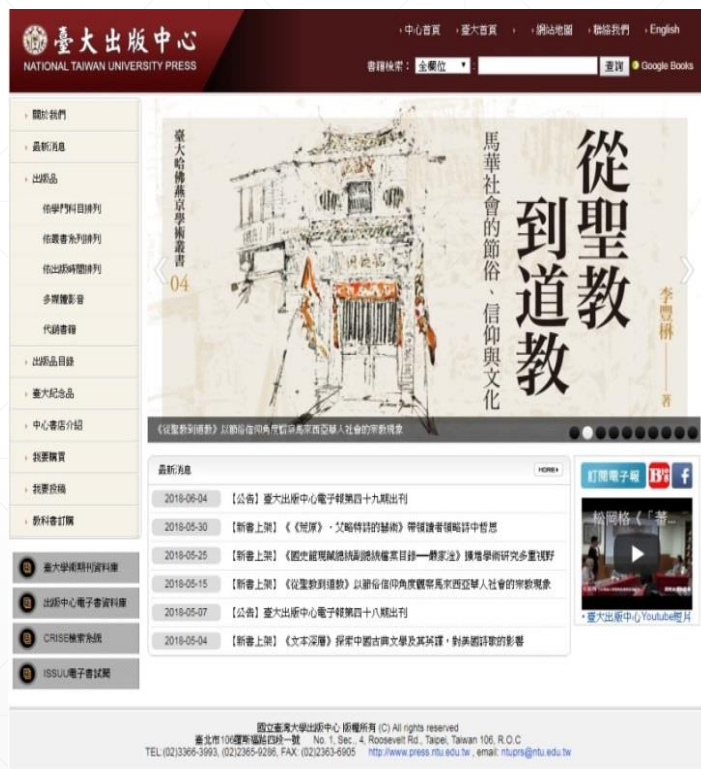 臺大出版中心
NATIONAL TAIWAN UNIVERSITY PRESS
›中心首頁 ›臺大首頁 › ›網站地圖 ›聯絡我們 ›English
書籍檢索： 全欄位 : 查詢 Google Books
› 關於我們
› 最新消息
› 出版品
依學門科目排列
依叢書系列排列
依出版時間排列
多媒體影音
代銷書籍
› 出版品目錄
› 臺大紀念品
› 中心書店介紹
› 我要購買
› 我要投稿
› 教科書訂購
臺大學術期刊資料庫
出版中心電子書資料庫
CRISE檢索系統
ISSUU電子書試閱
從聖教
到道教
馬華社會的節俗、信仰與文化
李豐楙 著
臺大哈佛燕京學術叢書
04
《從聖教到道教》以節俗信仰角度觀察馬來西亞華人社會的宗教現象
最新消息
MORE
2018-06-04 【公告】臺大出版中心電子報第四十九期出刊
2018-05-30 【新書上架】《《荒原》．艾略特詩的藝術》帶領讀者領略詩中哲思
2018-05-25 【新書上架】《國史館現藏總統副總統檔案目錄──嚴家淦》擴增學術研究多重視野
2018-05-15 【新書上架】《從聖教到道教》以節俗信仰角度觀察馬來西亞華人社會的宗教現象
2018-05-07 【公告】臺大出版中心電子報第四十八期出刊
2018-05-04 【新書上架】《文本深層》探索中國古典文學及其英譯，對美國詩歌的影響
訂閱電子報
f
松岡格《「蕃...
臺大出版中心Youtube短片
國立臺灣大學出版中心 版權所有 (C) All rights reserved
臺北市106羅斯福路四段一號 No. 1, Sec., 4, Roosevelt Rd., Taipei, Taiwan 106, R.O.C
TEL:(02)3366-3993, (02)2365-9286, FAX: (02)2363-6905 http://www.press.ntu.edu.tw , email: ntuprs@ntu.edu.tw